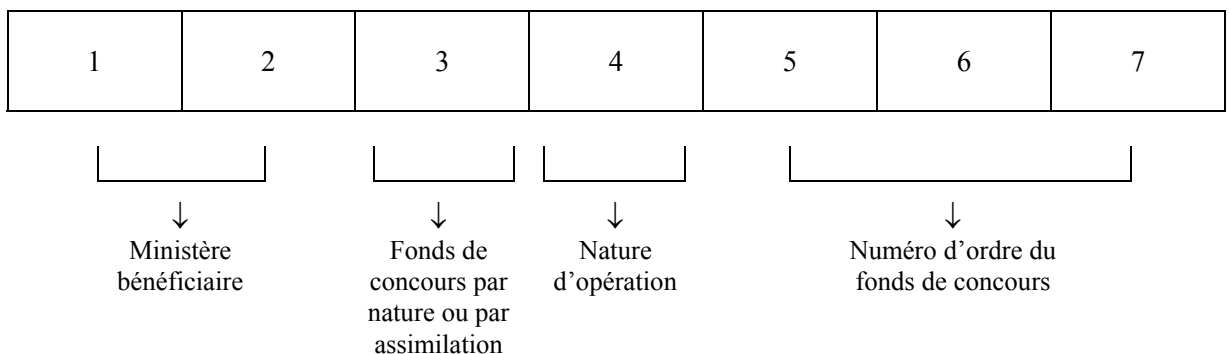 1 2 3 4 5 6 7
↓ ↓ ↓ ↓
Ministère
bénéficiaire
Fonds de
concours par
nature ou par
assimilation
Nature
d’opération
Numéro d’ordre du
fonds de concours